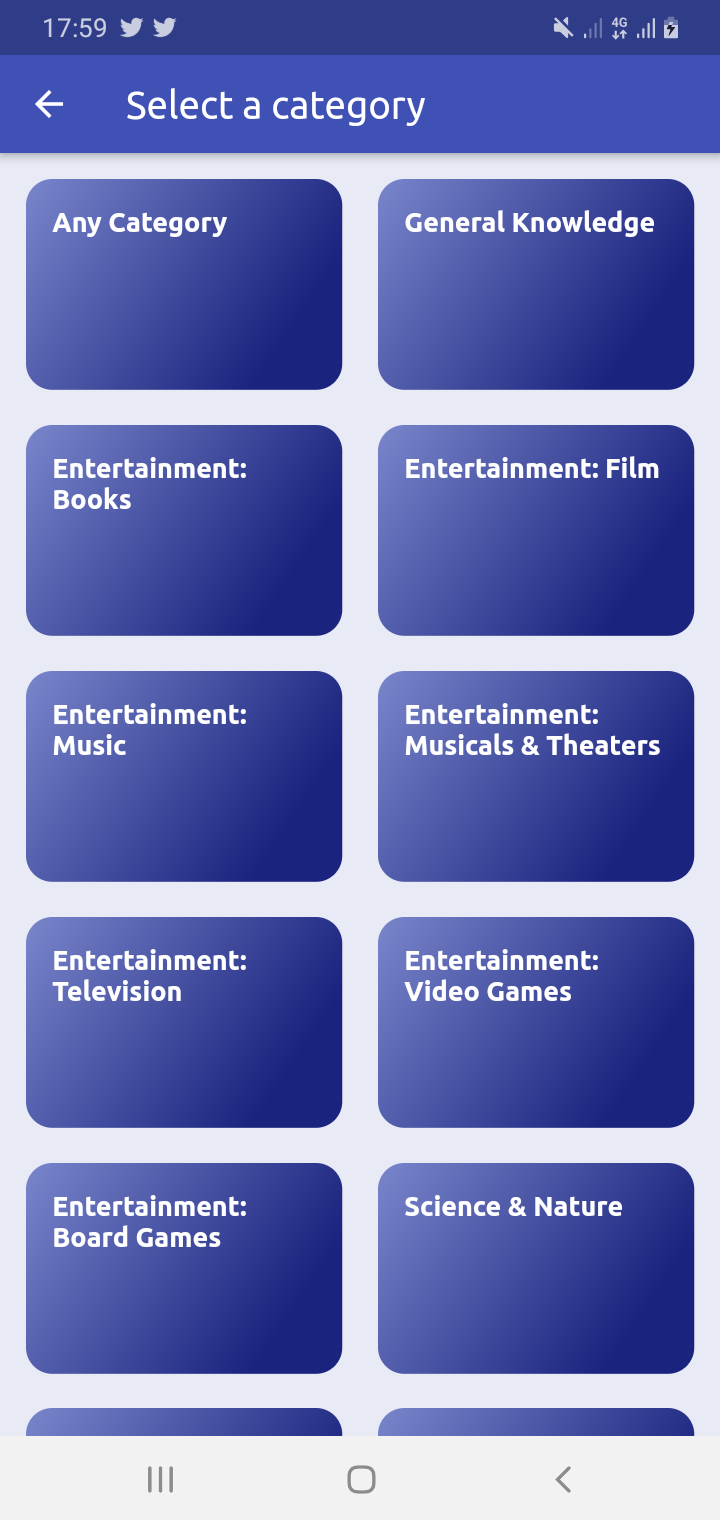 17:59
4G
Select a category
Any Category
General Knowledge
Entertainment:
Books
Entertainment: Film
Entertainment:
Music
Entertainment:
Musicals & Theaters
Entertainment:
Television
Entertainment:
Video Games
Entertainment:
Board Games
Science & Nature